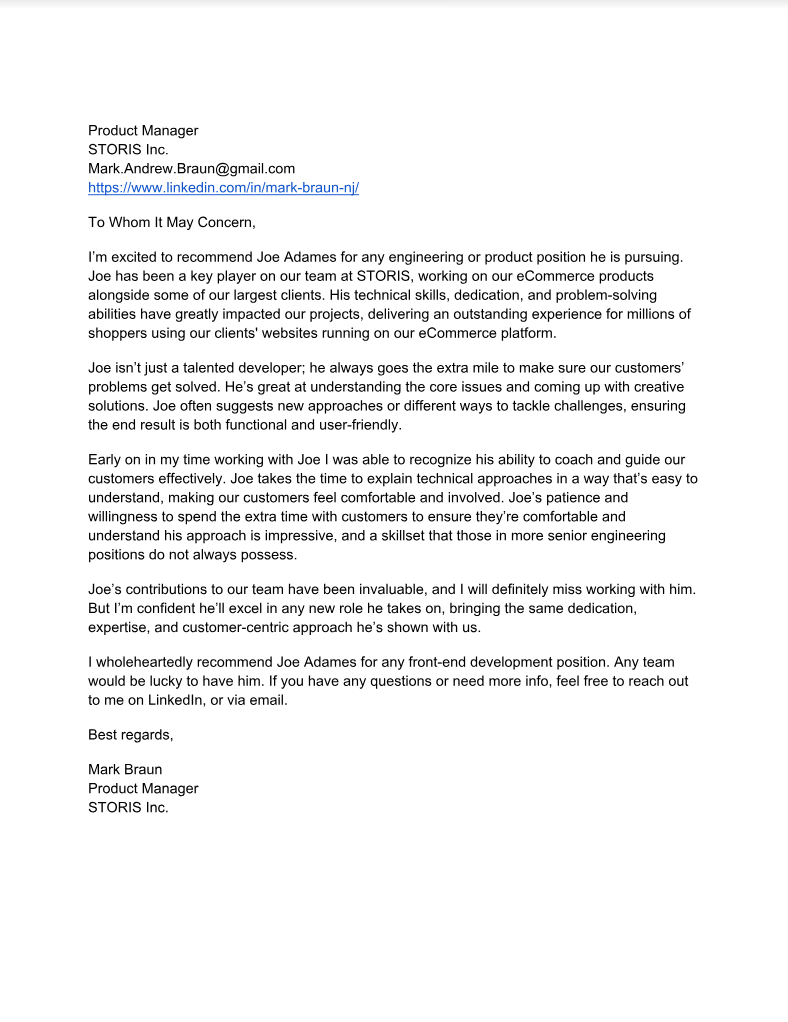 Product Manager
STORIS Inc.
Mark.Andrew.Braun@gmail.com
https://www.linkedin.com/in/mark-braun-nj/
To Whom It May Concern,
I’m excited to recommend Joe Adames for any engineering or product position he is pursuing.
Joe has been a key player on our team at STORIS, working on our eCommerce products
alongside some of our largest clients. His technical skills, dedication, and problem-solving
abilities have greatly impacted our projects, delivering an outstanding experience for millions of
shoppers using our clients' websites running on our eCommerce platform.
Joe isn’t just a talented developer; he always goes the extra mile to make sure our customers’
problems get solved. He’s great at understanding the core issues and coming up with creative
solutions. Joe often suggests new approaches or different ways to tackle challenges, ensuring
the end result is both functional and user-friendly.
Early on in my time working with Joe I was able to recognize his ability to coach and guide our
customers effectively. Joe takes the time to explain technical approaches in a way that’s easy to
understand, making our customers feel comfortable and involved. Joe’s patience and
willingness to spend the extra time with customers to ensure they’re comfortable and
understand his approach is impressive, and a skillset that those in more senior engineering
positions do not always possess.
Joe’s contributions to our team have been invaluable, and I will definitely miss working with him.
But I’m confident he’ll excel in any new role he takes on, bringing the same dedication,
expertise, and customer-centric approach he’s shown with us.
I wholeheartedly recommend Joe Adames for any front-end development position. Any team
would be lucky to have him. If you have any questions or need more info, feel free to reach out
to me on LinkedIn, or via email.
Best regards,
Mark Braun
Product Manager
STORIS Inc.